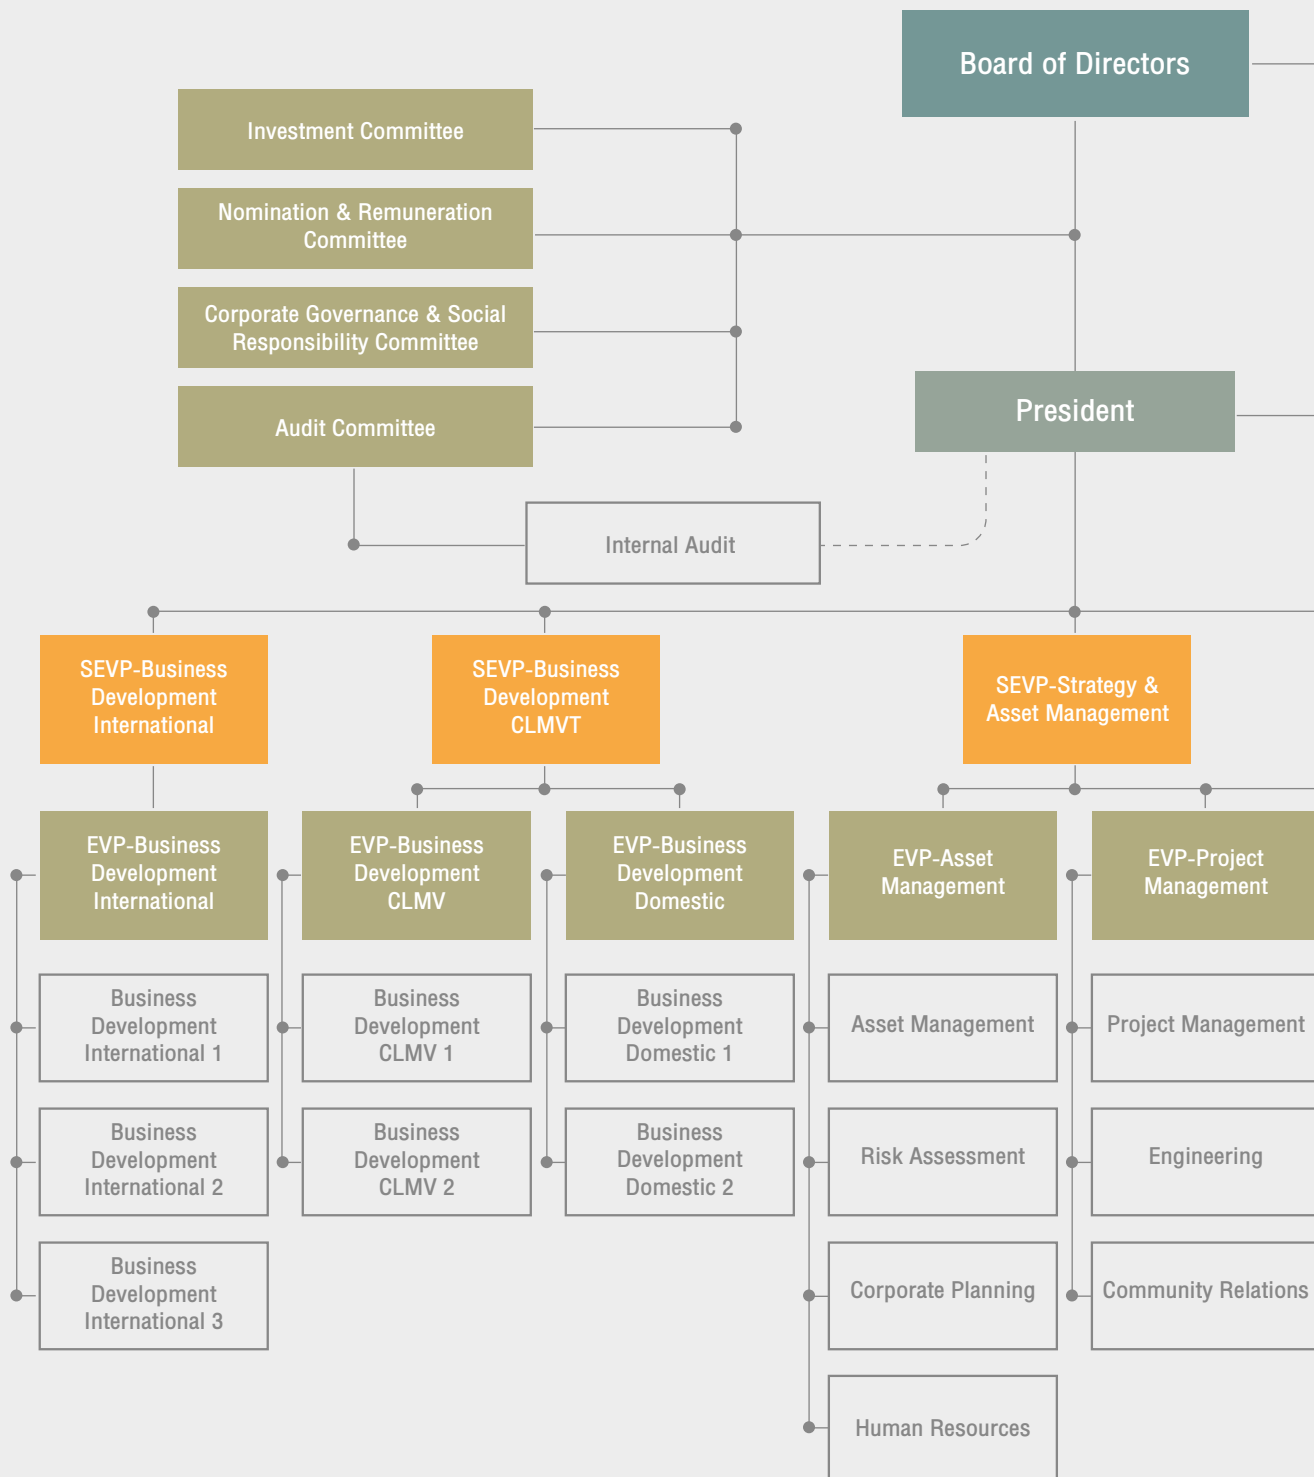 Board of Directors
Investment Committee
Nomination & Remuneration
Committee
Corporate Governance & Social
Responsibility Committee
Audit Committee
President
Internal Audit
SEVP-Business
Development
International
SEVP-Business
Development
CLMVT
SEVP-Strategy &
Asset Management
EVP-Business
Development
International
EVP-Business
Development
CLMV
EVP-Business
Development
Domestic
EVP-Asset
Management
EVP-Project
Management
Business
Development
International 1
Business
Development
CLMV 1
Business
Development
Domestic 1
Asset Management
Project Management
Business
Development
International 2
Business
Development
CLMV 2
Business
Development
Domestic 2
Risk Assessment
Engineering
Business
Development
International 3
Corporate Planning
Community Relations
Human Resources